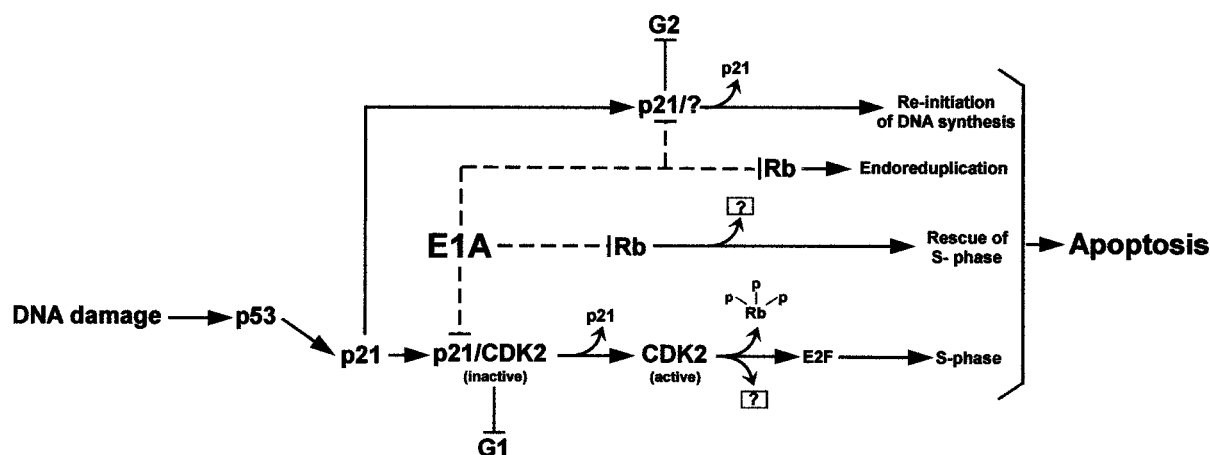 G2
p21
p21/?
Re-initiation
of DNA synthesis
Rb
Endoreduplication
?
E1A
Rb
Rescue of
S- phase
Apoptosis
DNA damage
p53
p21
p21/CDK2
(inactive)
p21
CDK2
(active)
p
p
p
Rb
E2F
S-phase
?
G1